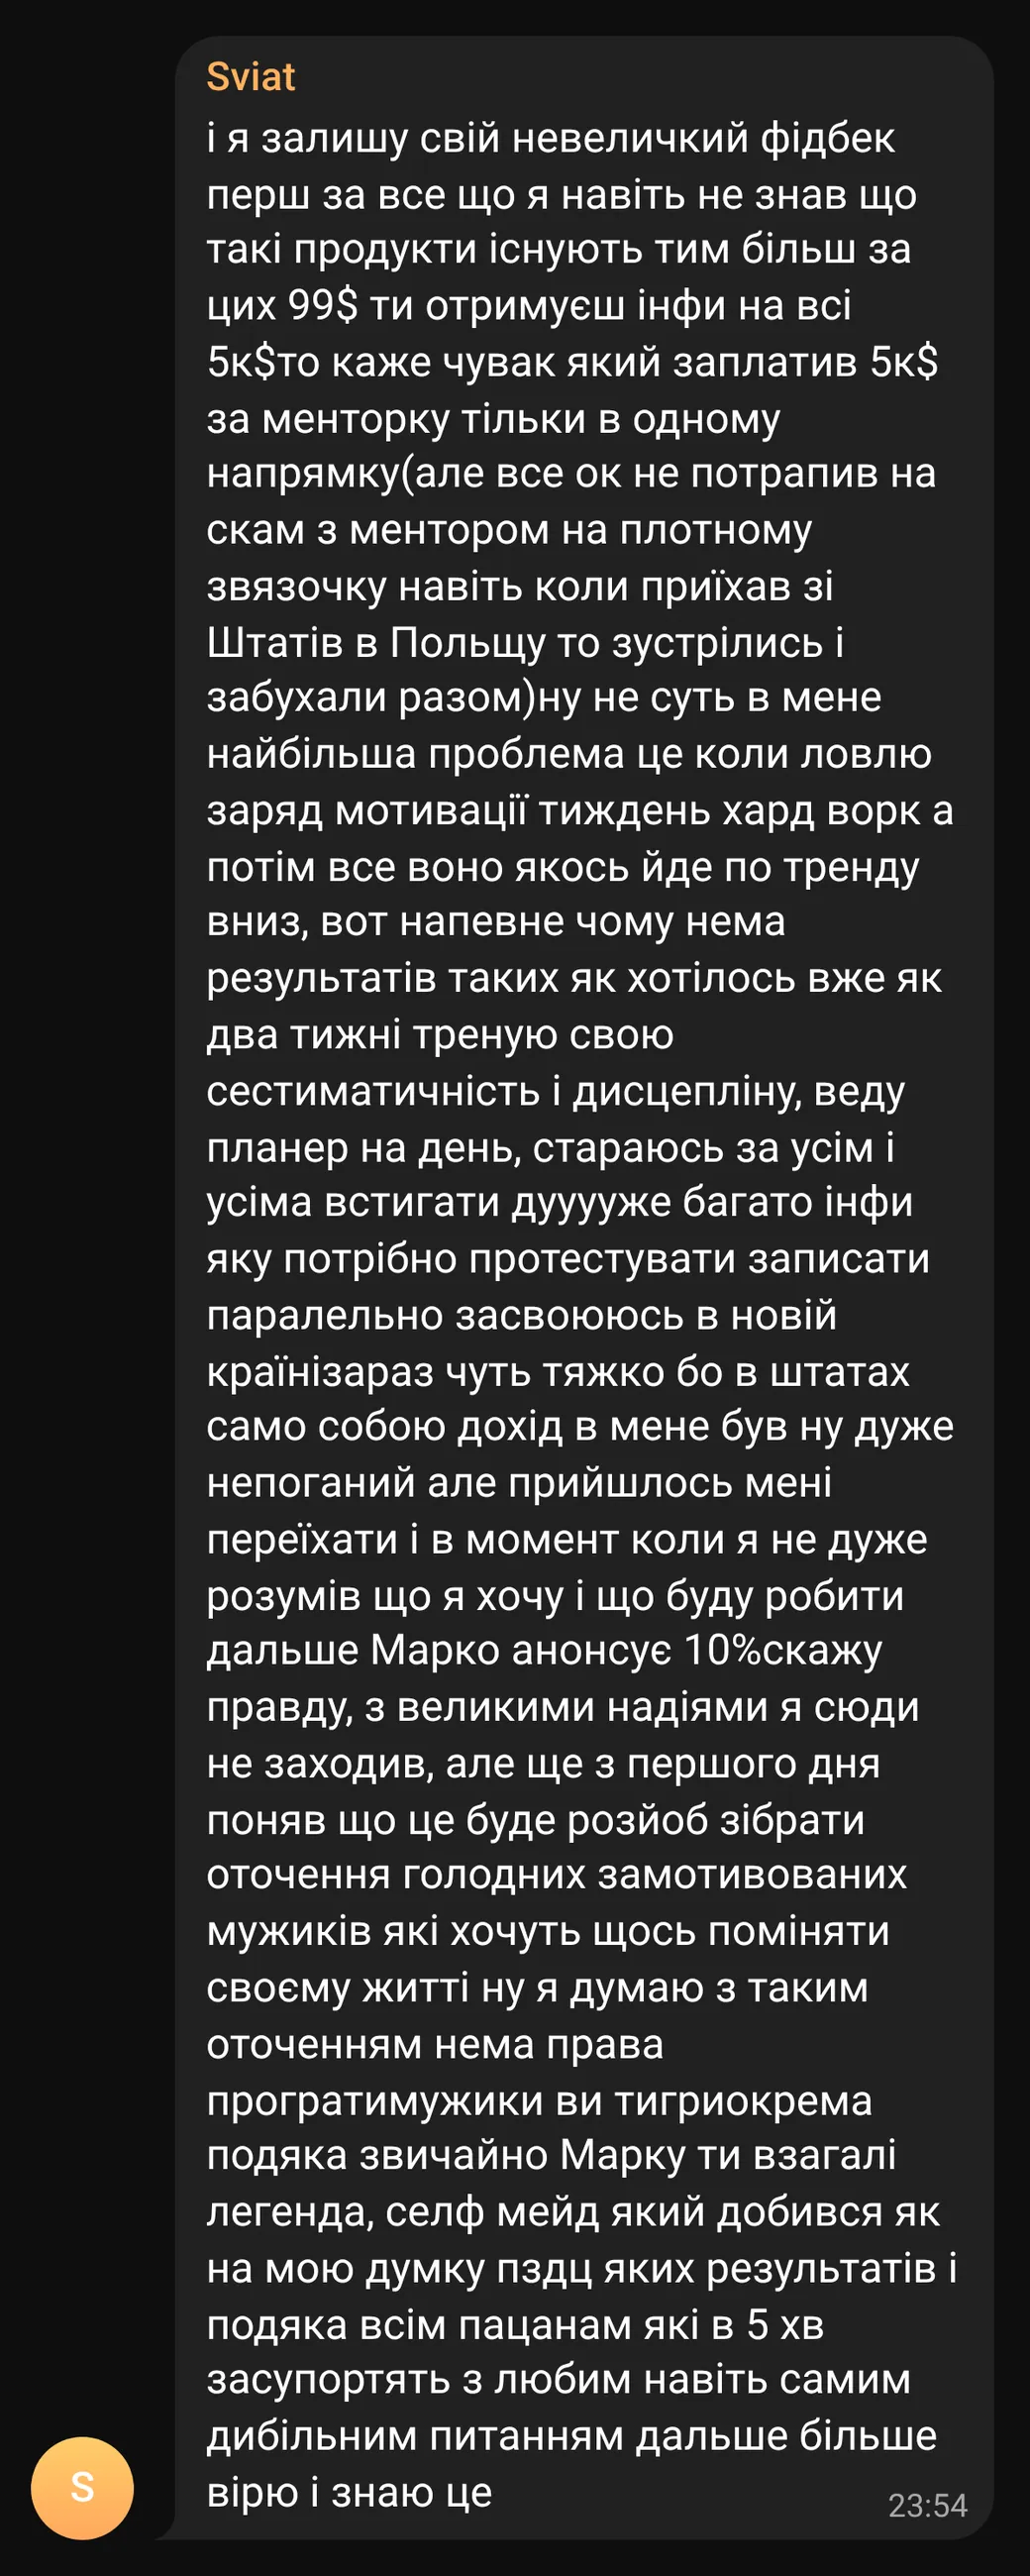 Sviat
і я залишу свій невеличкий фідбек
перш за все що я навіть не знав що
такі продукти існують тим більш за
цих 99$ ти отримуєш інфи на всі
5к$то каже чувак який заплатив 5к$
за менторку тільки в одному
напрямку(але все ок не потрапив на
скам з ментором на плотному
звязочку навіть коли приїхав зі
Штатів в Польщу то зустрілись і
забухали разом)ну не суть в мене
найбільша проблема це коли ловлю
заряд мотивації тиждень хард ворк а
потім все воно якось йде по тренду
вниз, вот напевне чому нема
результатів таких як хотілось вже як
два тижні треную свою
сестиматичність і дисцепліну, веду
планер на день, стараюсь за усім і
усіма встигати дууууже багато інфи
яку потрібно протестувати записати
паралельно засвоююсь в новій
країнізараз чуть тяжко бо в штатах
само собою дохід в мене був ну дуже
непоганий але прийшлось мені
переїхати і в момент коли я не дуже
розумів що я хочу і що буду робити
дальше Марко анонсує 10%скажу
правду, з великими надіями я сюди
не заходив, але ще з першого дня
поняв що це буде розйоб зібрати
оточення голодних замотивованих
мужиків які хочуть щось поміняти
своєму житті ну я думаю з таким
оточенням нема права
програтимужики ви тигриокрема
подяка звичайно Марку ти взагалі
легенда, селф мейд який добився як
на мою думку пздц яких результатів і
подяка всім пацанам які в 5 хв
засупортять з любим навіть самим
дибільним питанням дальше більше
вірю і знаю це
23:54
S